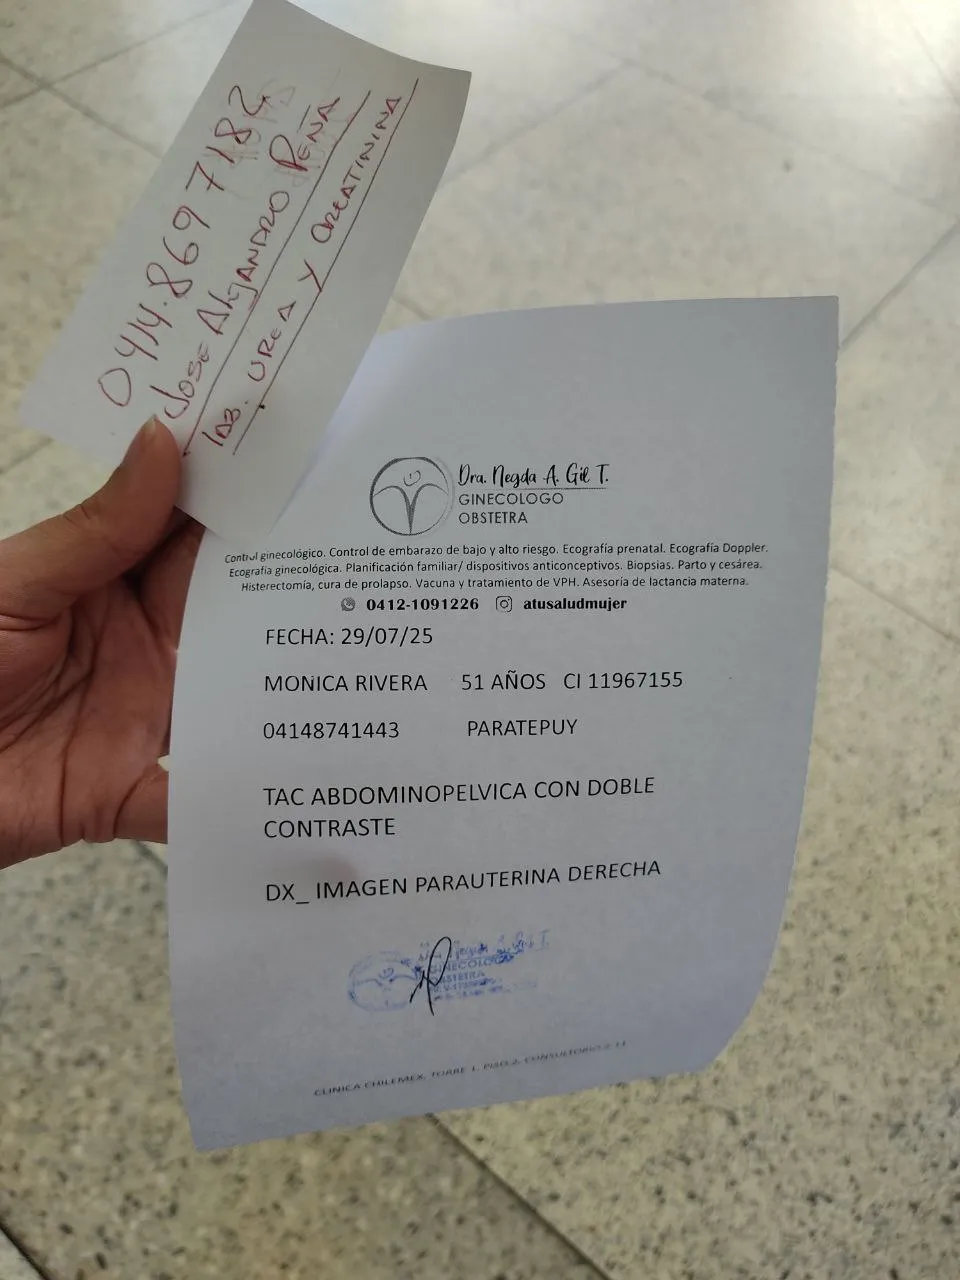 0414.869 7182
JOSE ALEJANDRO PEÑA
LAB. UREA Y CREATININA
Dra. Negda A. Gil T.
GINECOLOGO
OBSTETRA
Control ginecológico. Control de embarazo de bajo y alto riesgo. Ecografía prenatal. Ecografía Doppler.
Ecografía ginecológica. Planificación familiar/ dispositivos anticonceptivos. Biopsias. Parto y cesárea.
Histerectomía, cura de prolapso. Vacuna y tratamiento de VPH. Asesoría de lactancia materna.
0412-1091226 atusaludmujer
FECHA: 29/07/25
MONICA RIVERA 51 AÑOS CI 11967155
04148741443 PARATEPUY
TAC ABDOMINOPELVICA CON DOBLE
CONTRASTE
DX_ IMAGEN PARAUTERINA DERECHA
GINECOLOGO
OBSTETRA
CLINICA CHILEMEX, TORRE 1, PISO 2, CONSULTORIO